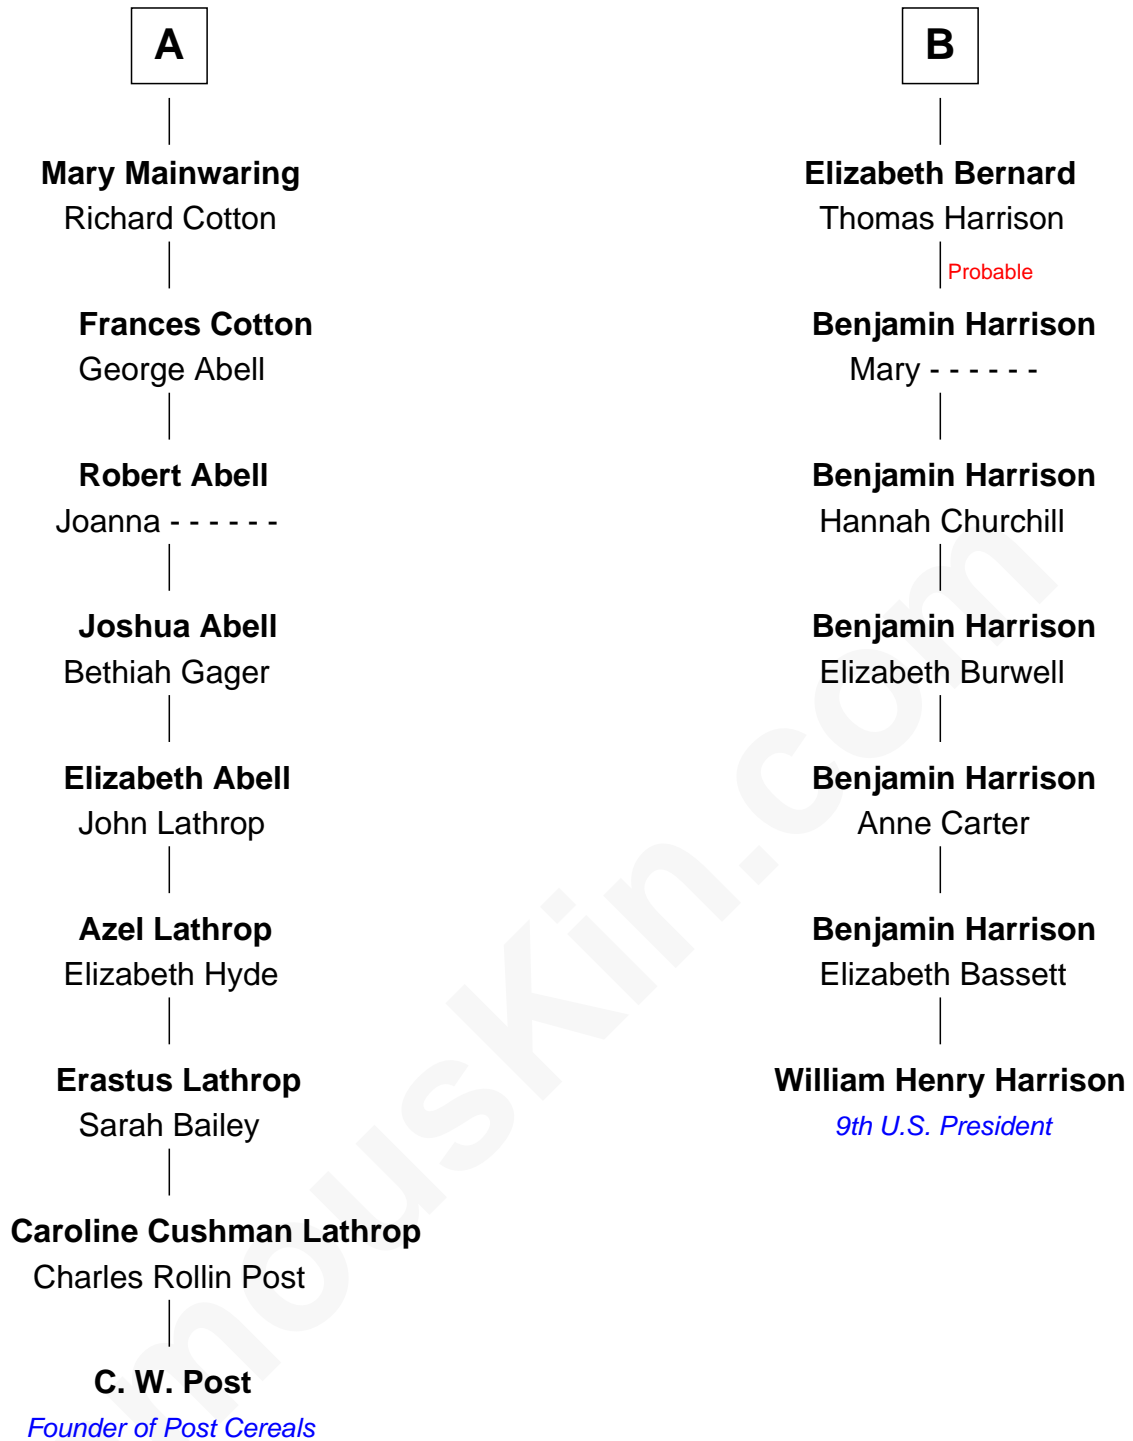 A
Mary Mainwaring
Richard Cotton
Frances Cotton
George Abell
Robert Abell
Joanna - - - - - -
Joshua Abell
Bethiah Gager
Elizabeth Abell
John Lathrop
Azel Lathrop
Elizabeth Hyde
Erastus Lathrop
Sarah Bailey
Caroline Cushman Lathrop
Charles Rollin Post
C. W. Post
Founder of Post Cereals
B
Elizabeth Bernard
Thomas Harrison
Probable
Benjamin Harrison
Mary - - - - - -
Benjamin Harrison
Hannah Churchill
Benjamin Harrison
Elizabeth Burwell
Benjamin Harrison
Anne Carter
Benjamin Harrison
Elizabeth Bassett
William Henry Harrison
9th U.S. President
mousKin.com